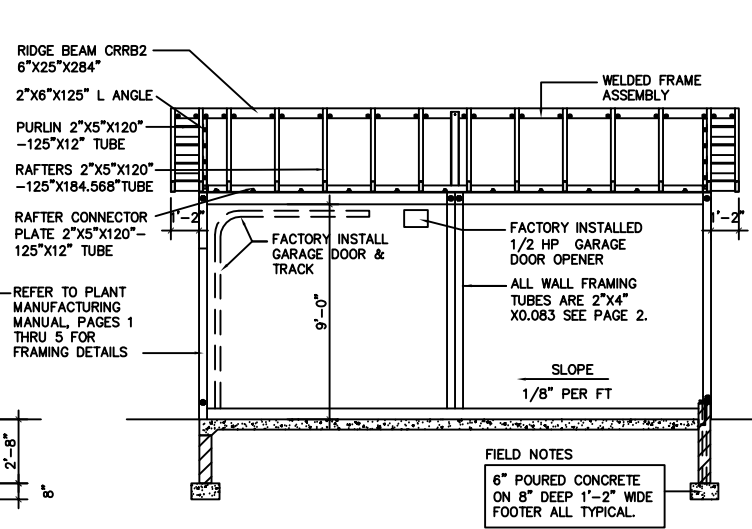 RIDGE BEAM CRRB2
6"X25"X284"
2"X6"X125" L ANGLE
PURLIN 2"X5"X120"
-125"X12" TUBE
RAFTERS 2"X5"X120"
-125"X184.568"TUBE
RAFTER CONNECTOR
PLATE 2"X5"X120"-
125"X12" TUBE
REFER TO PLANT
MANUFACTURING
MANUAL, PAGES 1
THRU 5 FOR
FRAMING DETAILS
WELDED FRAME
ASSEMBLY
1'-2"
1'-2"
FACTORY INSTALL
GARAGE DOOR &
TRACK
FACTORY INSTALLED
1/2 HP GARAGE
DOOR OPENER
ALL WALL FRAMING
TUBES ARE 2"X4"
X0.083 SEE PAGE 2.
9'-0"
SLOPE
1/8" PER FT
2'-8"
8"
FIELD NOTES
6" POURED CONCRETE
ON 8" DEEP 1'-2" WIDE
FOOTER ALL TYPICAL.